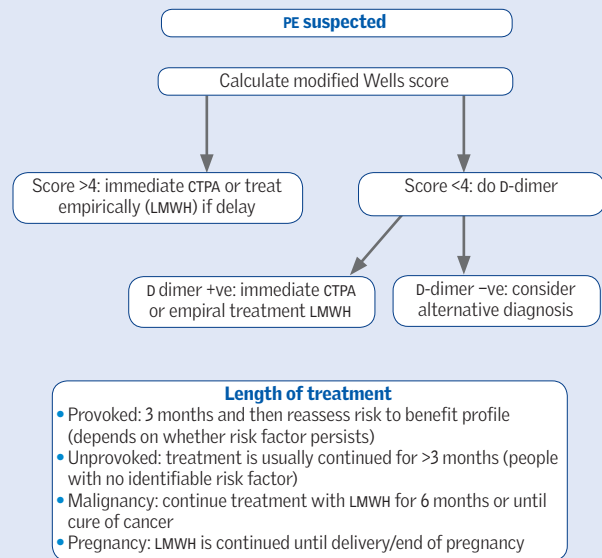 PE suspected
Calculate modified Wells score
Score >4: immediate CTPA or treat
empirically (LMWH) if delay
Score <4: do D-dimer
D dimer +ve: immediate CTPA
or empiral treatment LMWH
D-dimer −ve: consider
alternative diagnosis
Length of treatment
• Provoked: 3 months and then reassess risk to benefit profile
(depends on whether risk factor persists)
• Unprovoked: treatment is usually continued for >3 months (people
with no identifiable risk factor)
• Malignancy: continue treatment with LMWH for 6 months or until
cure of cancer
• Pregnancy: LMWH is continued until delivery/end of pregnancy